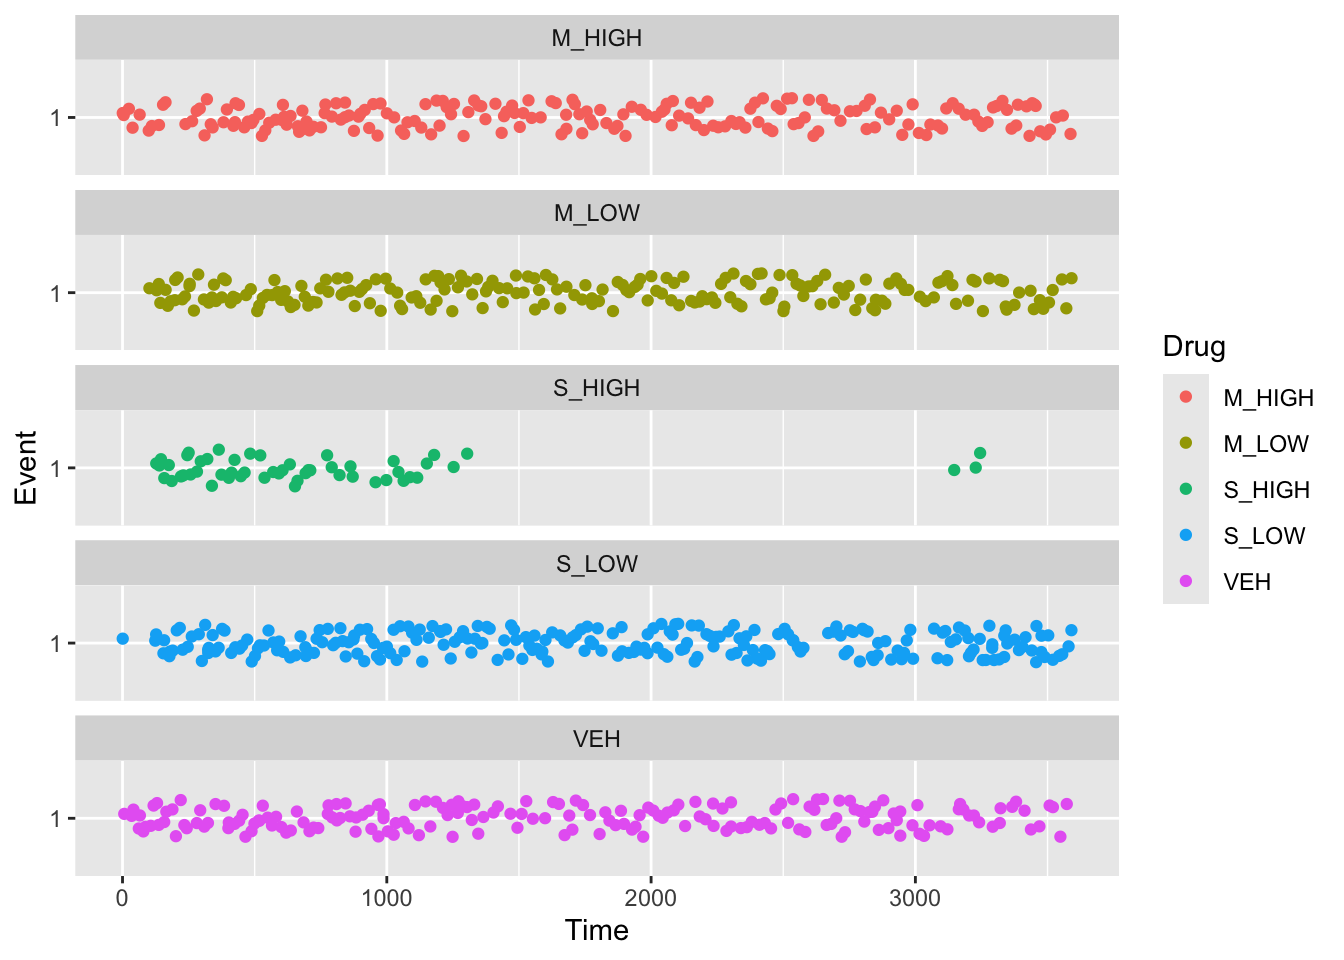 M_HIGH
1
M_LOW
1
S_HIGH
1
S_LOW
1
VEH
1
0 1000 2000 3000
Time
Event
Drug
M_HIGH
M_LOW
S_HIGH
S_LOW
VEH